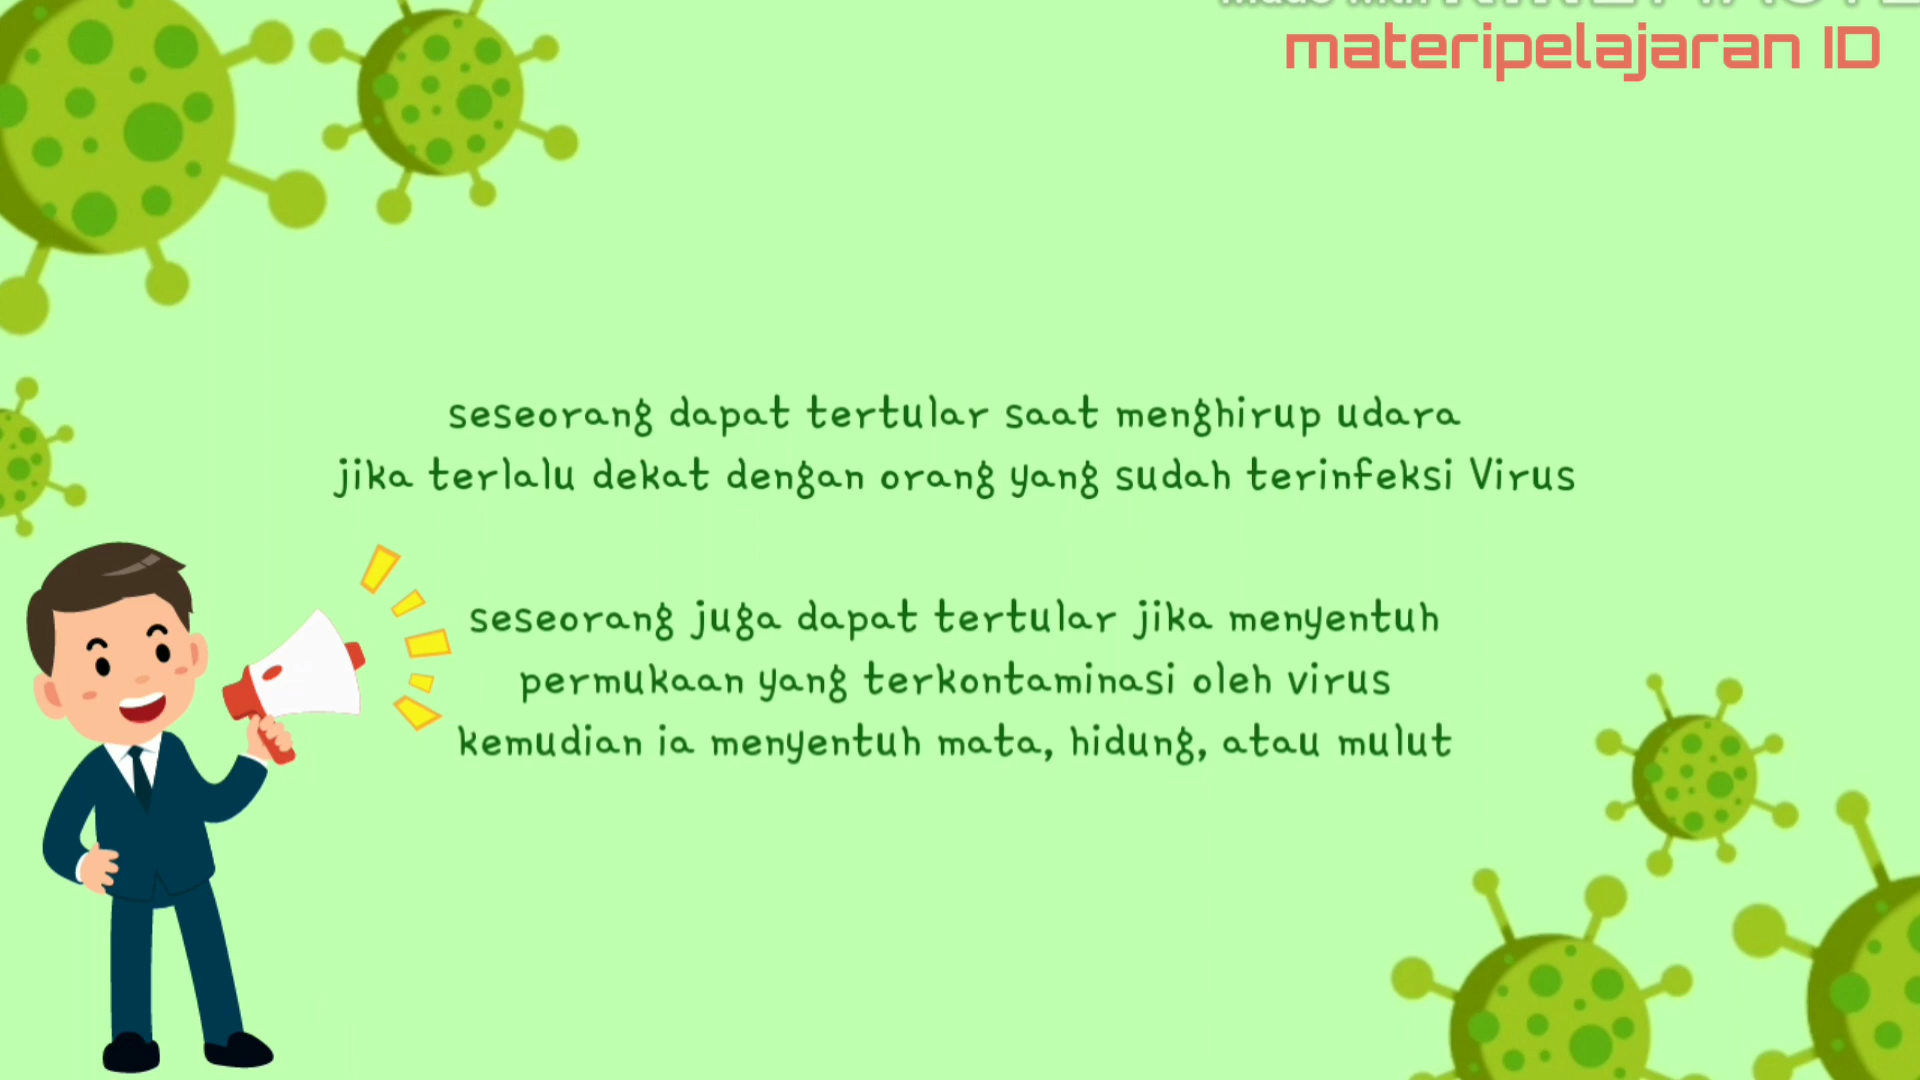 materipelajaran ID
seseorang dapat tertular saat menghirup udara
jika terlalu dekat dengan orang yang sudah terinfeksi Virus
seseorang juga dapat tertular jika menyentuh
permukaan yang terkontaminasi oleh virus
kemudian ia menyentuh mata, hidung, atau mulut